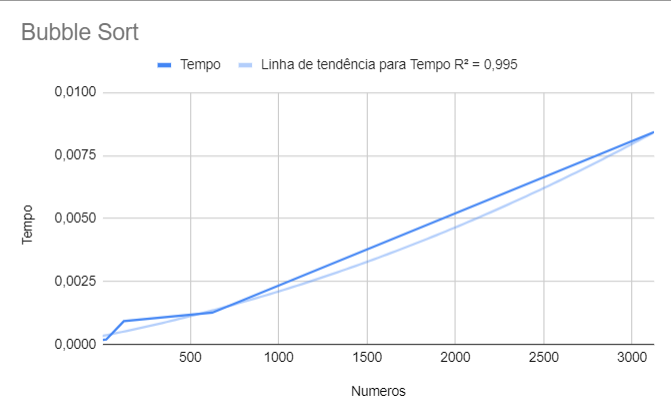 Bubble Sort
Tempo
Linha de tendência para Tempo R² = 0,995
0,0100
0,0075
0,0050
0,0025
0,0000
Tempo
500
1000
1500
2000
2500
3000
Numeros